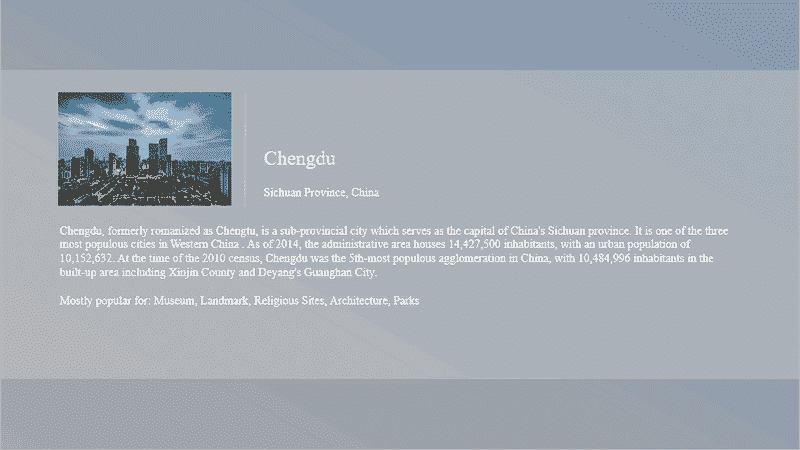 Chengdu
Sichuan Province, China
Chengdu, formerly romanized as Chengtu, is a sub-provincial city which serves as the capital of China's Sichuan province. It is one of the three
most populous cities in Western China . As of 2014, the administrative area houses 14,427,500 inhabitants, with an urban population of
10,152,632. At the time of the 2010 census, Chengdu was the 5th-most populous agglomeration in China, with 10,484,996 inhabitants in the
built-up area including Xinjin County and Deyang's Guanghan City.
Mostly popular for: Museum, Landmark, Religious Sites, Architecture, Parks